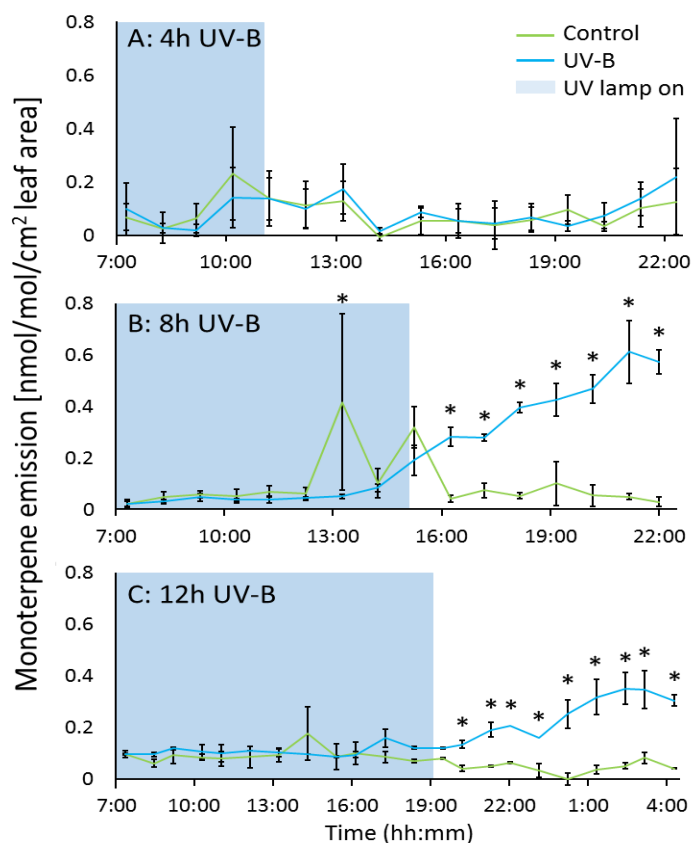 0.8
A: 4h UV-B
Control
UV-B
UV lamp on
0.6
0.4
0.2
0
7:00 10:00 13:00 16:00 19:00 22:00
0.8
B: 8h UV-B
*
*
0.6
*
*
*
*
0.4
*
*
0.2
0
7:00 10:00 13:00 16:00 19:00 22:00
0.8
C: 12h UV-B
0.6
0.4
* * * * * * * * *
0.2
0
7:00 10:00 13:00 16:00 19:00 22:00 1:00 4:00
Time (hh:mm)
Monoterpene emission [nmol/mol/cm² leaf area)